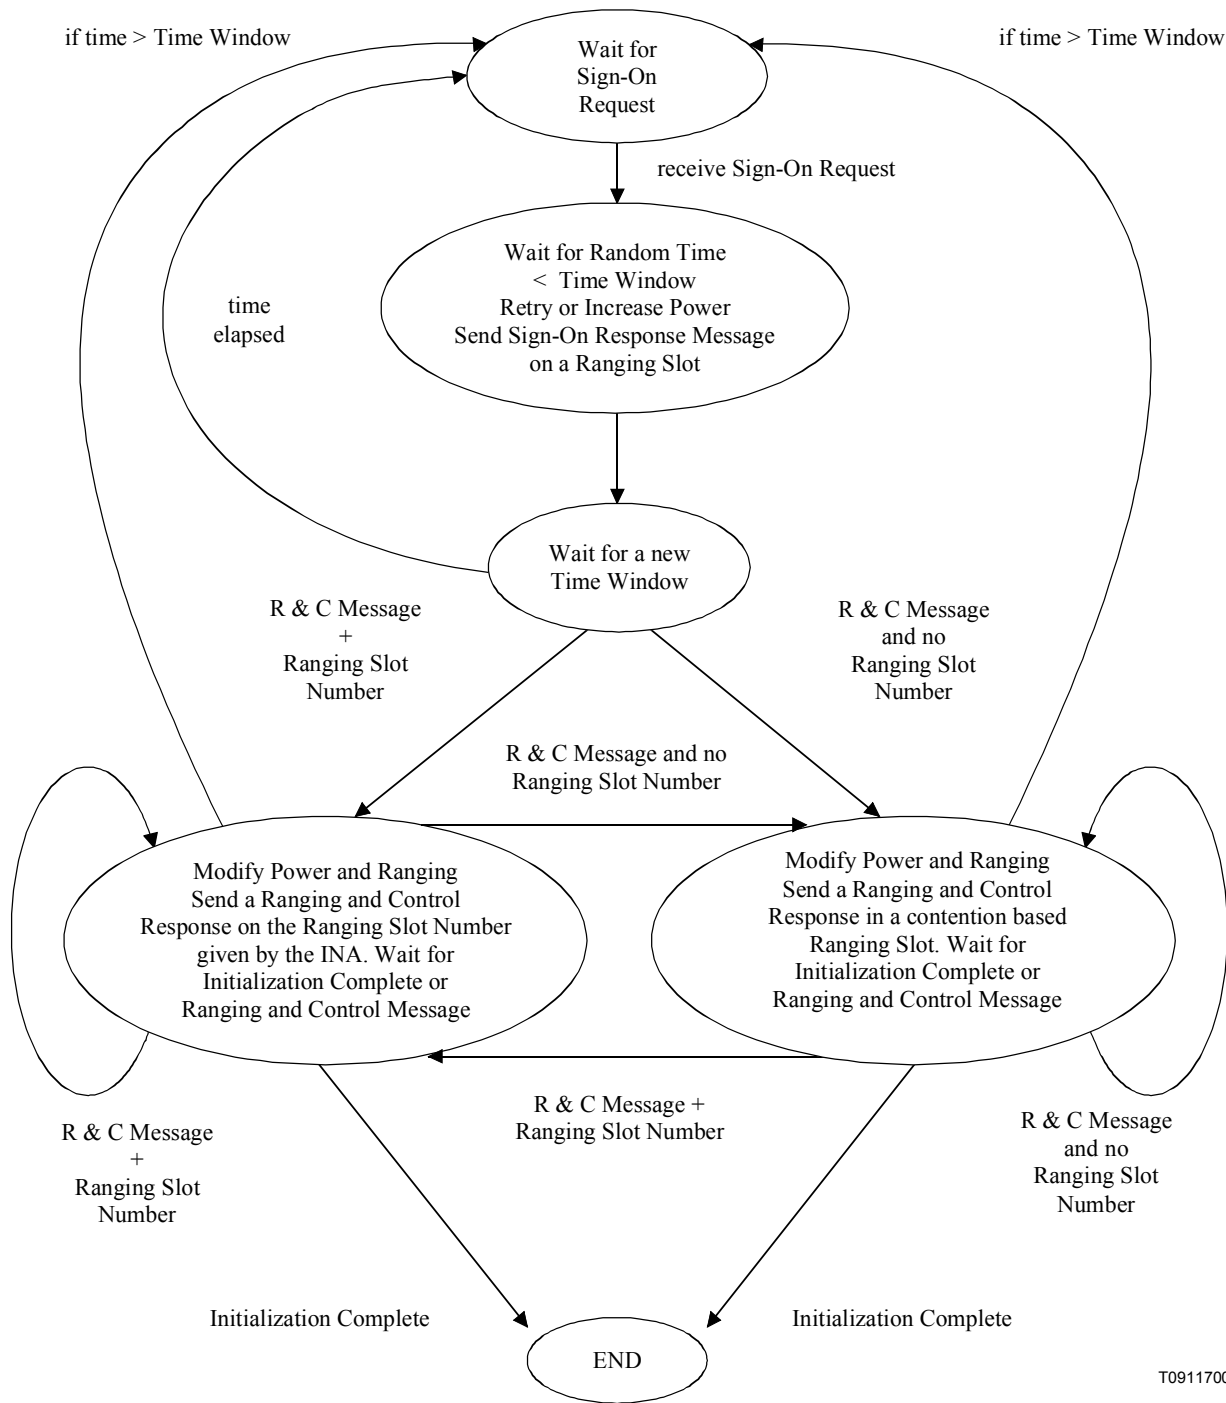 if time > Time Window
if time > Time Window
Wait for
Sign-On
Request
receive Sign-On Request
Wait for Random Time
< Time Window
Retry or Increase Power
Send Sign-On Response Message
on a Ranging Slot
time
elapsed
Wait for a new
Time Window
R & C Message
+
Ranging Slot
Number
R & C Message
and no
Ranging Slot
Number
R & C Message and no
Ranging Slot Number
Modify Power and Ranging
Send a Ranging and Control
Response on the Ranging Slot Number
given by the INA. Wait for
Initialization Complete or
Ranging and Control Message
Modify Power and Ranging
Send a Ranging and Control
Response in a contention based
Ranging Slot. Wait for
Initialization Complete or
Ranging and Control Message
R & C Message +
Ranging Slot Number
R & C Message
+
Ranging Slot
Number
R & C Message
and no
Ranging Slot
Number
Initialization Complete
Initialization Complete
END
T0911700